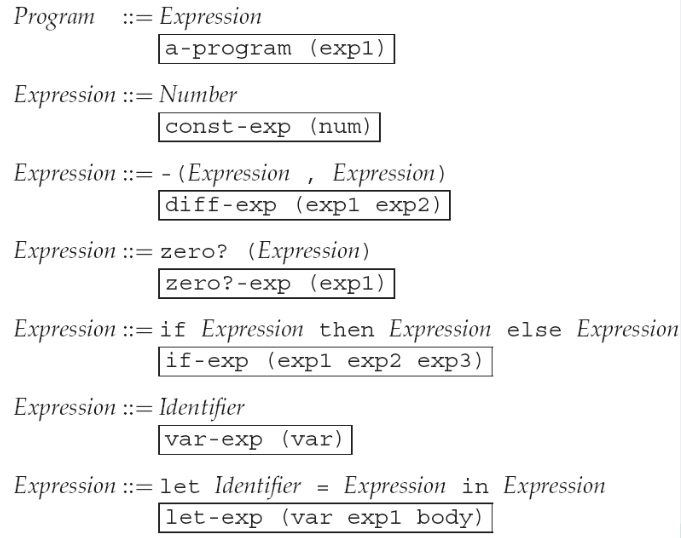 Program ::= Expression
a-program (exp1)
Expression ::= Number
const-exp (num)
Expression ::= -(Expression , Expression)
diff-exp (exp1 exp2)
Expression ::= zero? (Expression)
zero?-exp (exp1)
Expression ::= if Expression then Expression else Expression
if-exp (exp1 exp2 exp3)
Expression ::= Identifier
var-exp (var)
Expression ::= let Identifier = Expression in Expression
let-exp (var exp1 body)